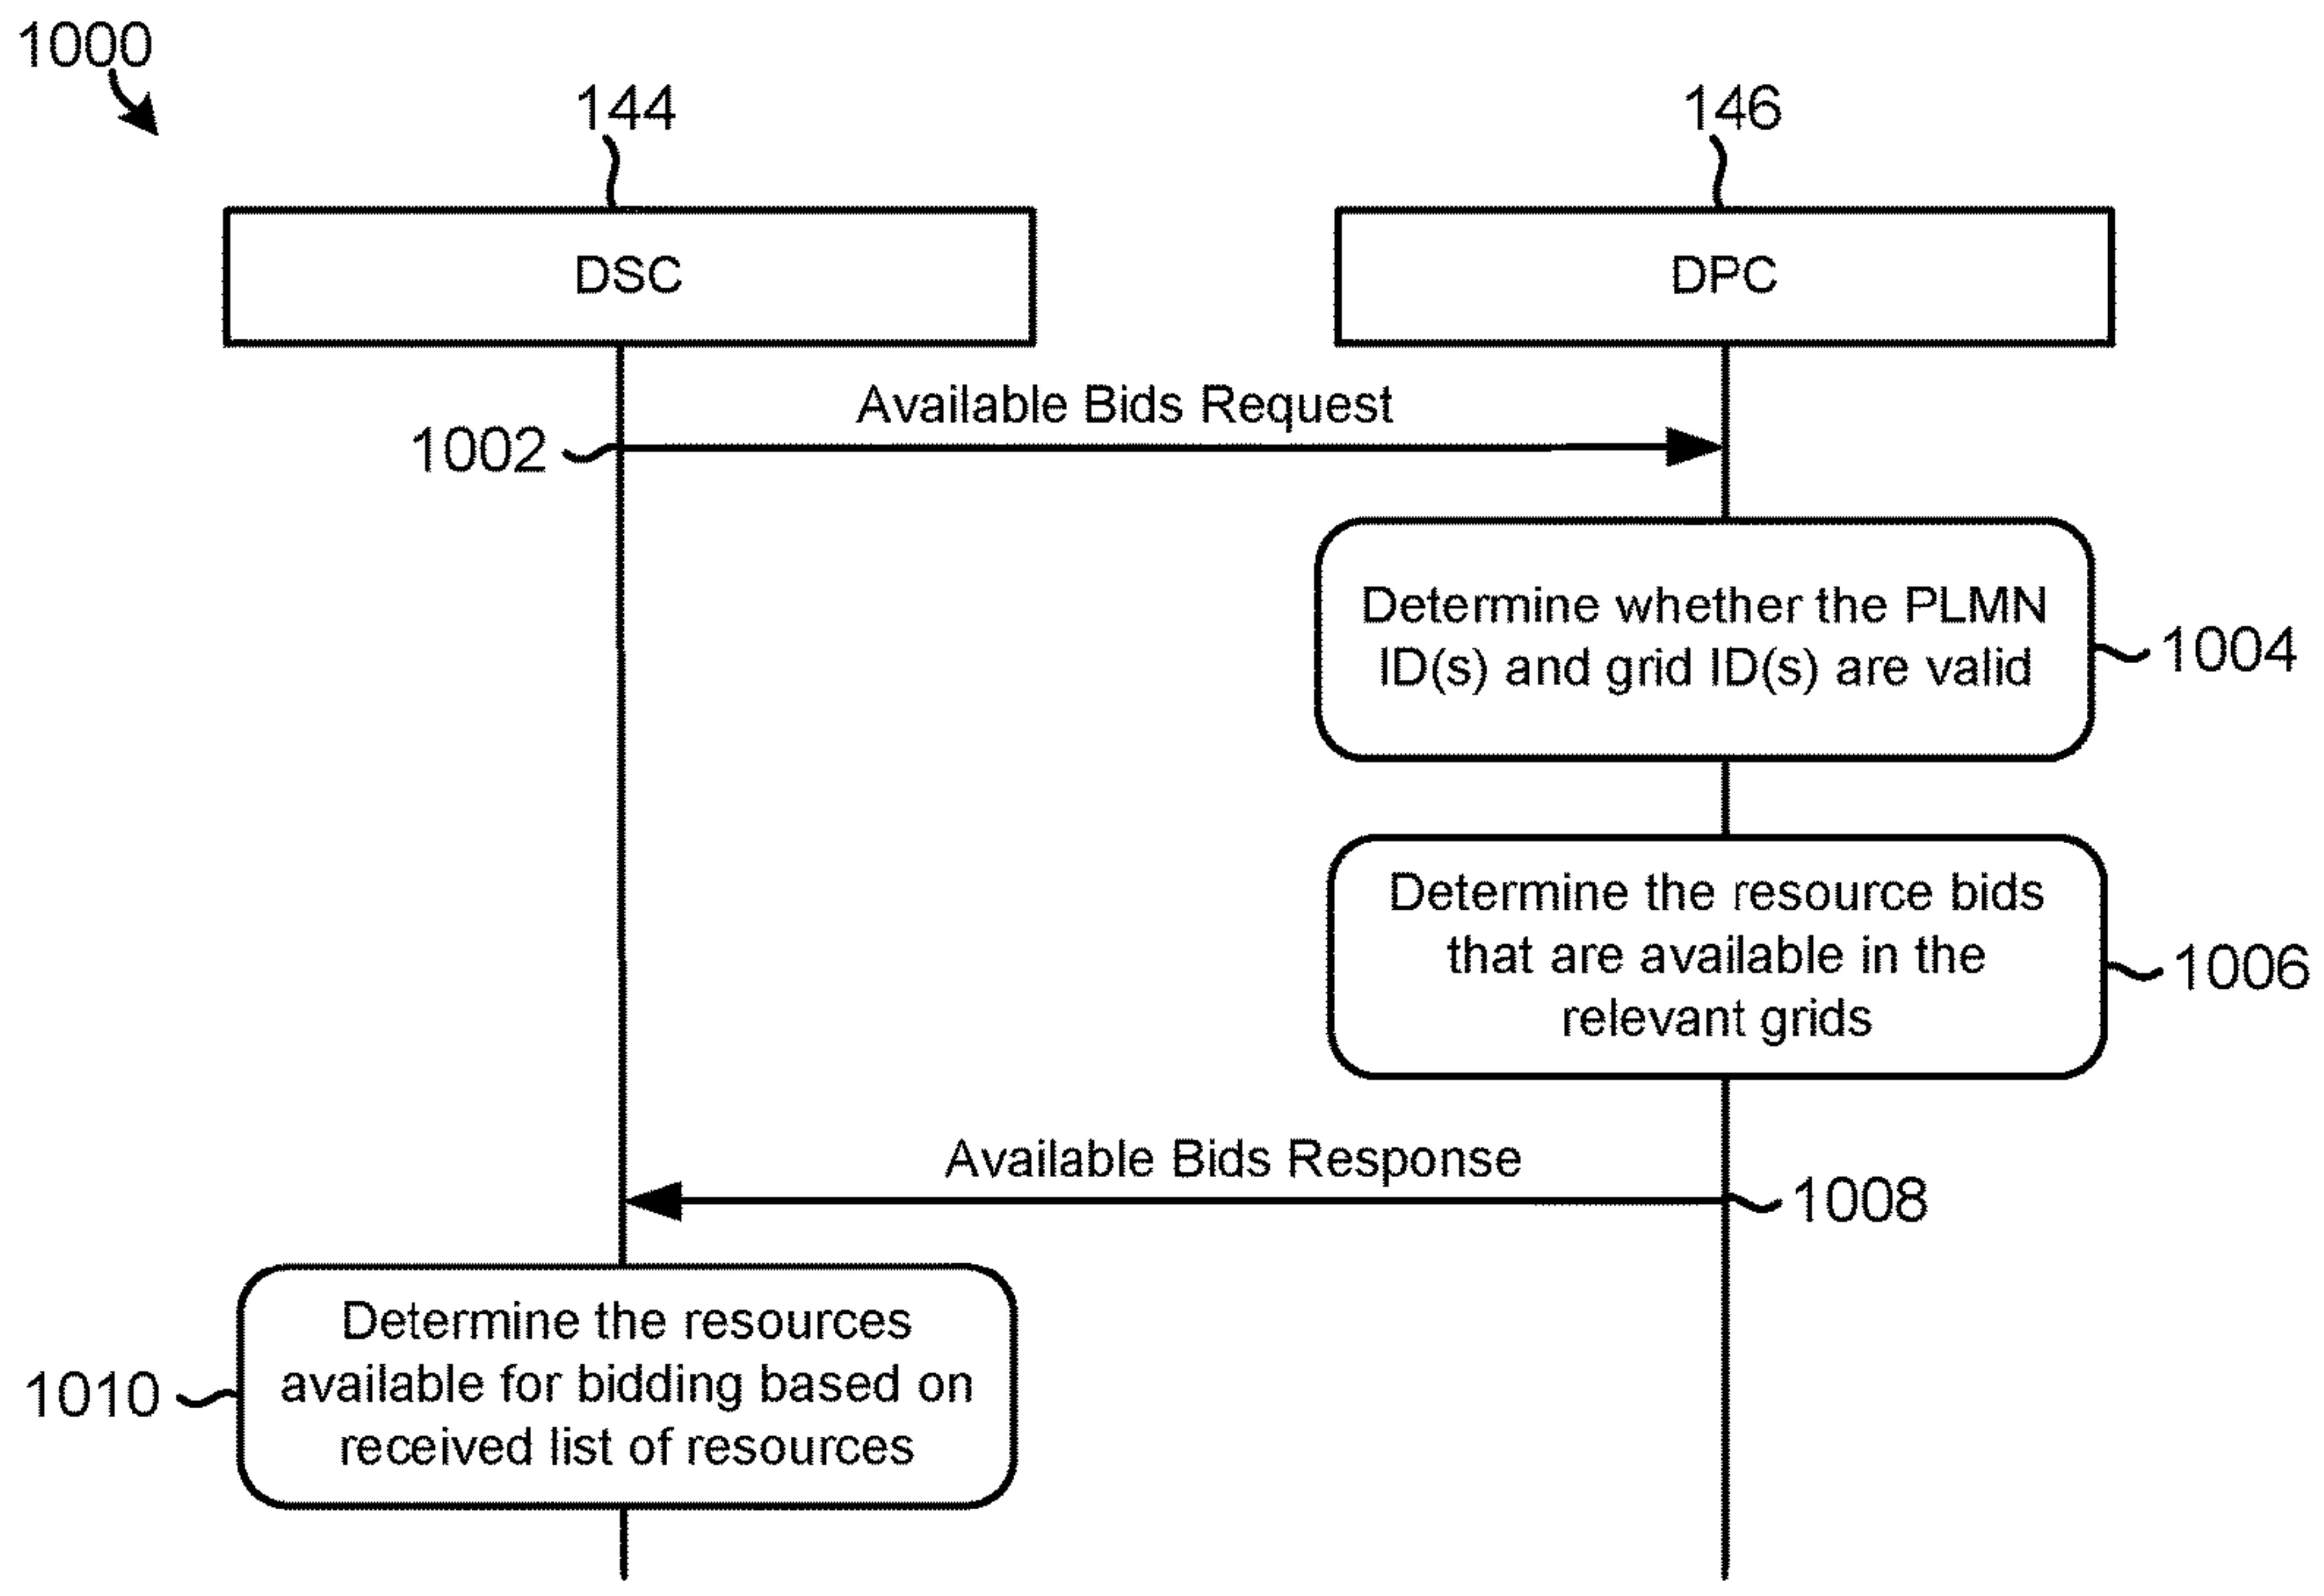 1000
144
146
DSC
DPC
Available Bids Request
1002
Determine whether the PLMN
ID(s) and grid ID(s) are valid
1004
Determine the resource bids
that are available in the
relevant grids
1006
Available Bids Response
1008
Determine the resources
available for bidding based on
received list of resources
1010